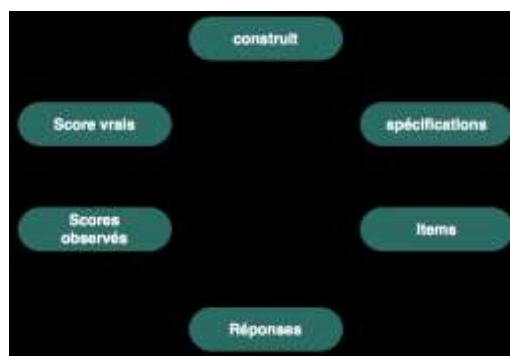 construit
Score vrais
spécifications
Scores
observés
Items
Réponses